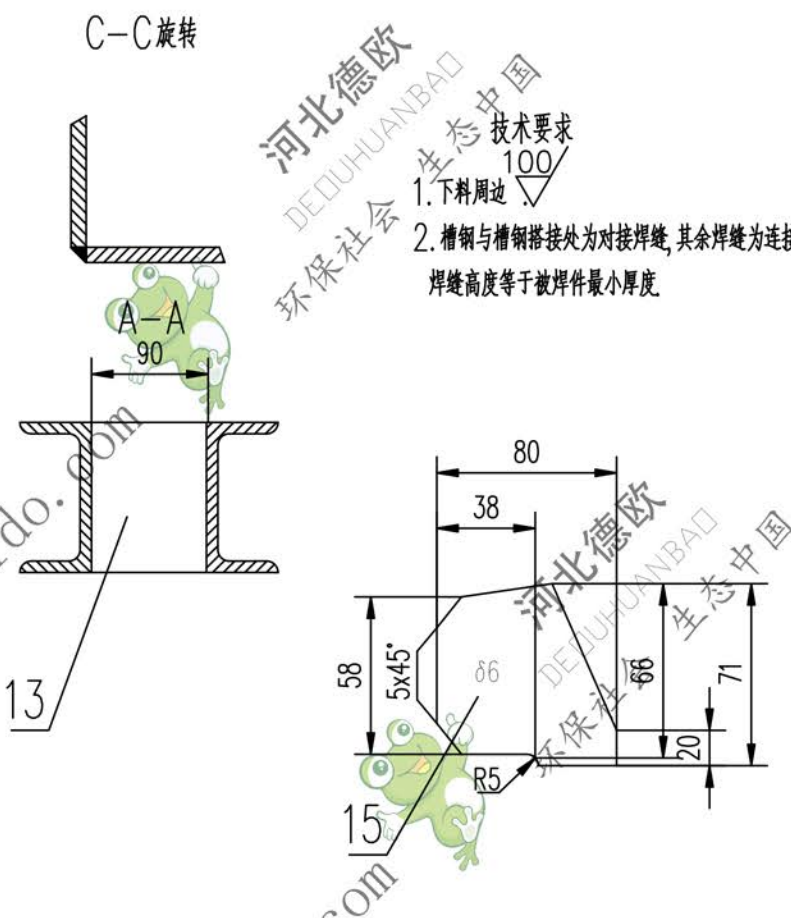 C-C旋转
河北德欧
DEOUHUANBAO
环保社会 生态中国
技术要求
100
1.下料周边
2.槽钢与槽钢搭接处为对接焊缝,其余焊缝为连接
焊缝高度等于被焊件最小厚度.
A-A
90
do.com
13
80
38
河北德欧
DEOUHUANBAO
环保社会 生态中国
58
5x45°
δ6
66
71
20
R5
15
com